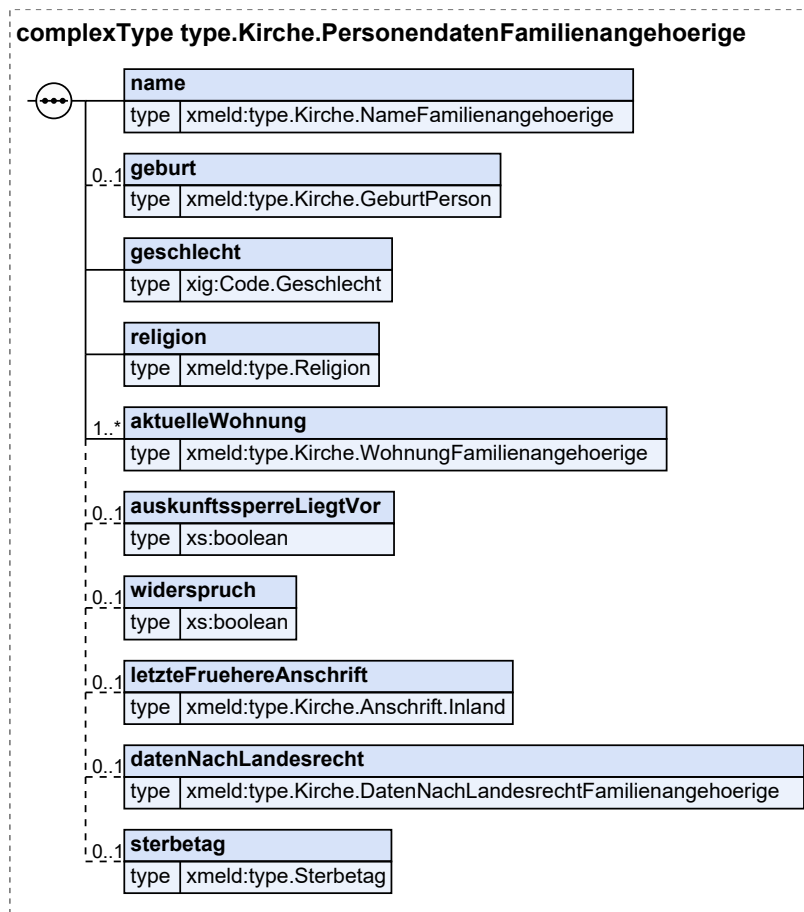 complexType type.Kirche.PersonendatenFamilienangehoerige
name
type xmeld:type.Kirche.NameFamilienangehoerige
0..1 geburt
type xmeld:type.Kirche.GeburtPerson
geschlecht
type xig:Code.Geschlecht
religion
type xmeld:type.Religion
1..* aktuelleWohnung
type xmeld:type.Kirche.WohnungFamilienangehoerige
0..1 auskunftssperreLiegtVor
type xs:boolean
0..1 widerspruch
type xs:boolean
0..1 letzteFruehereAnschrift
type xmeld:type.Kirche.Anschrift.Inland
0..1 datenNachLandesrecht
type xmeld:type.Kirche.DatenNachLandesrechtFamilienangehoerige
0..1 sterbetag
type xmeld:type.Sterbetag